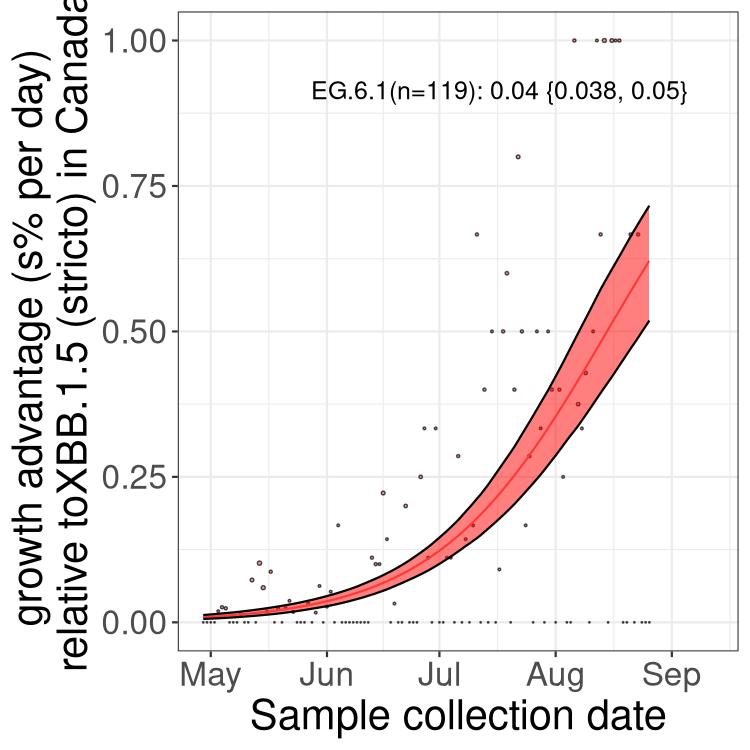 growth advantage (s% per day)
relative toXBB.1.5 (stricto) in Canada
1.00
0.75
0.50
0.25
0.00
EG.6.1(n=119): 0.04 {0.038, 0.05}
May Jun Jul Aug Sep
Sample collection date